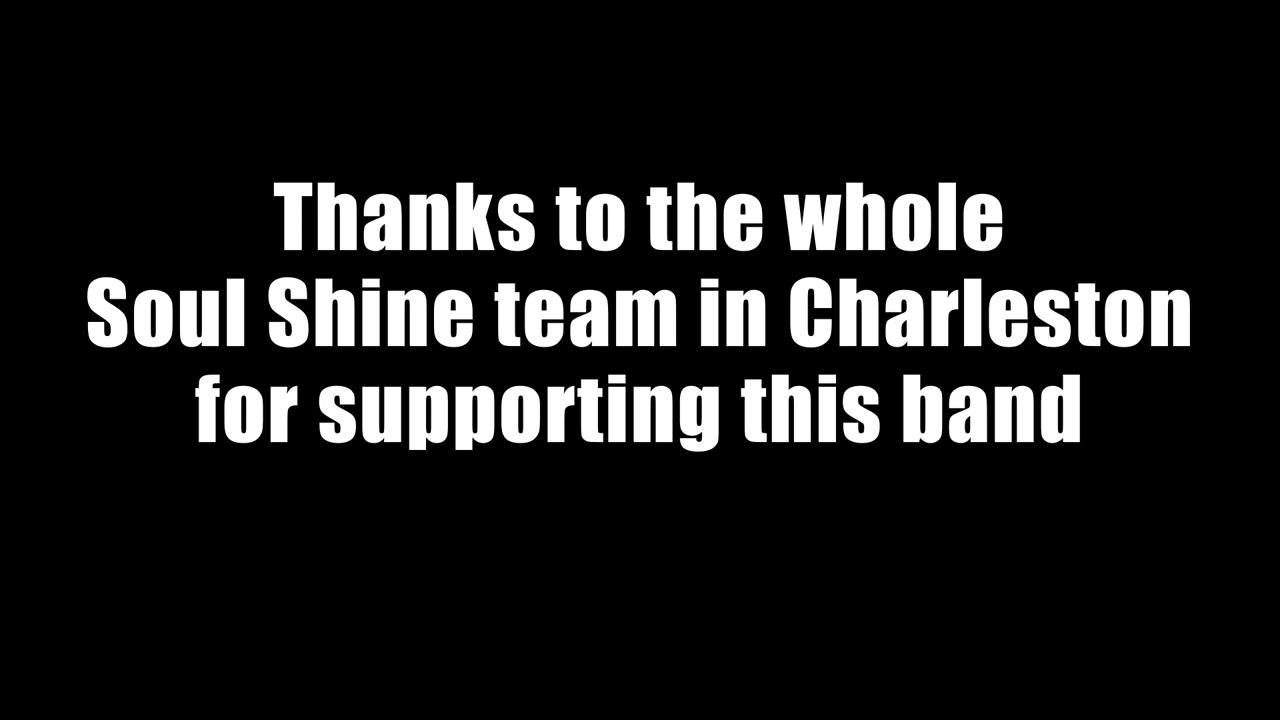 Thanks to the whole
Soul Shine team in Charleston
for supporting this band